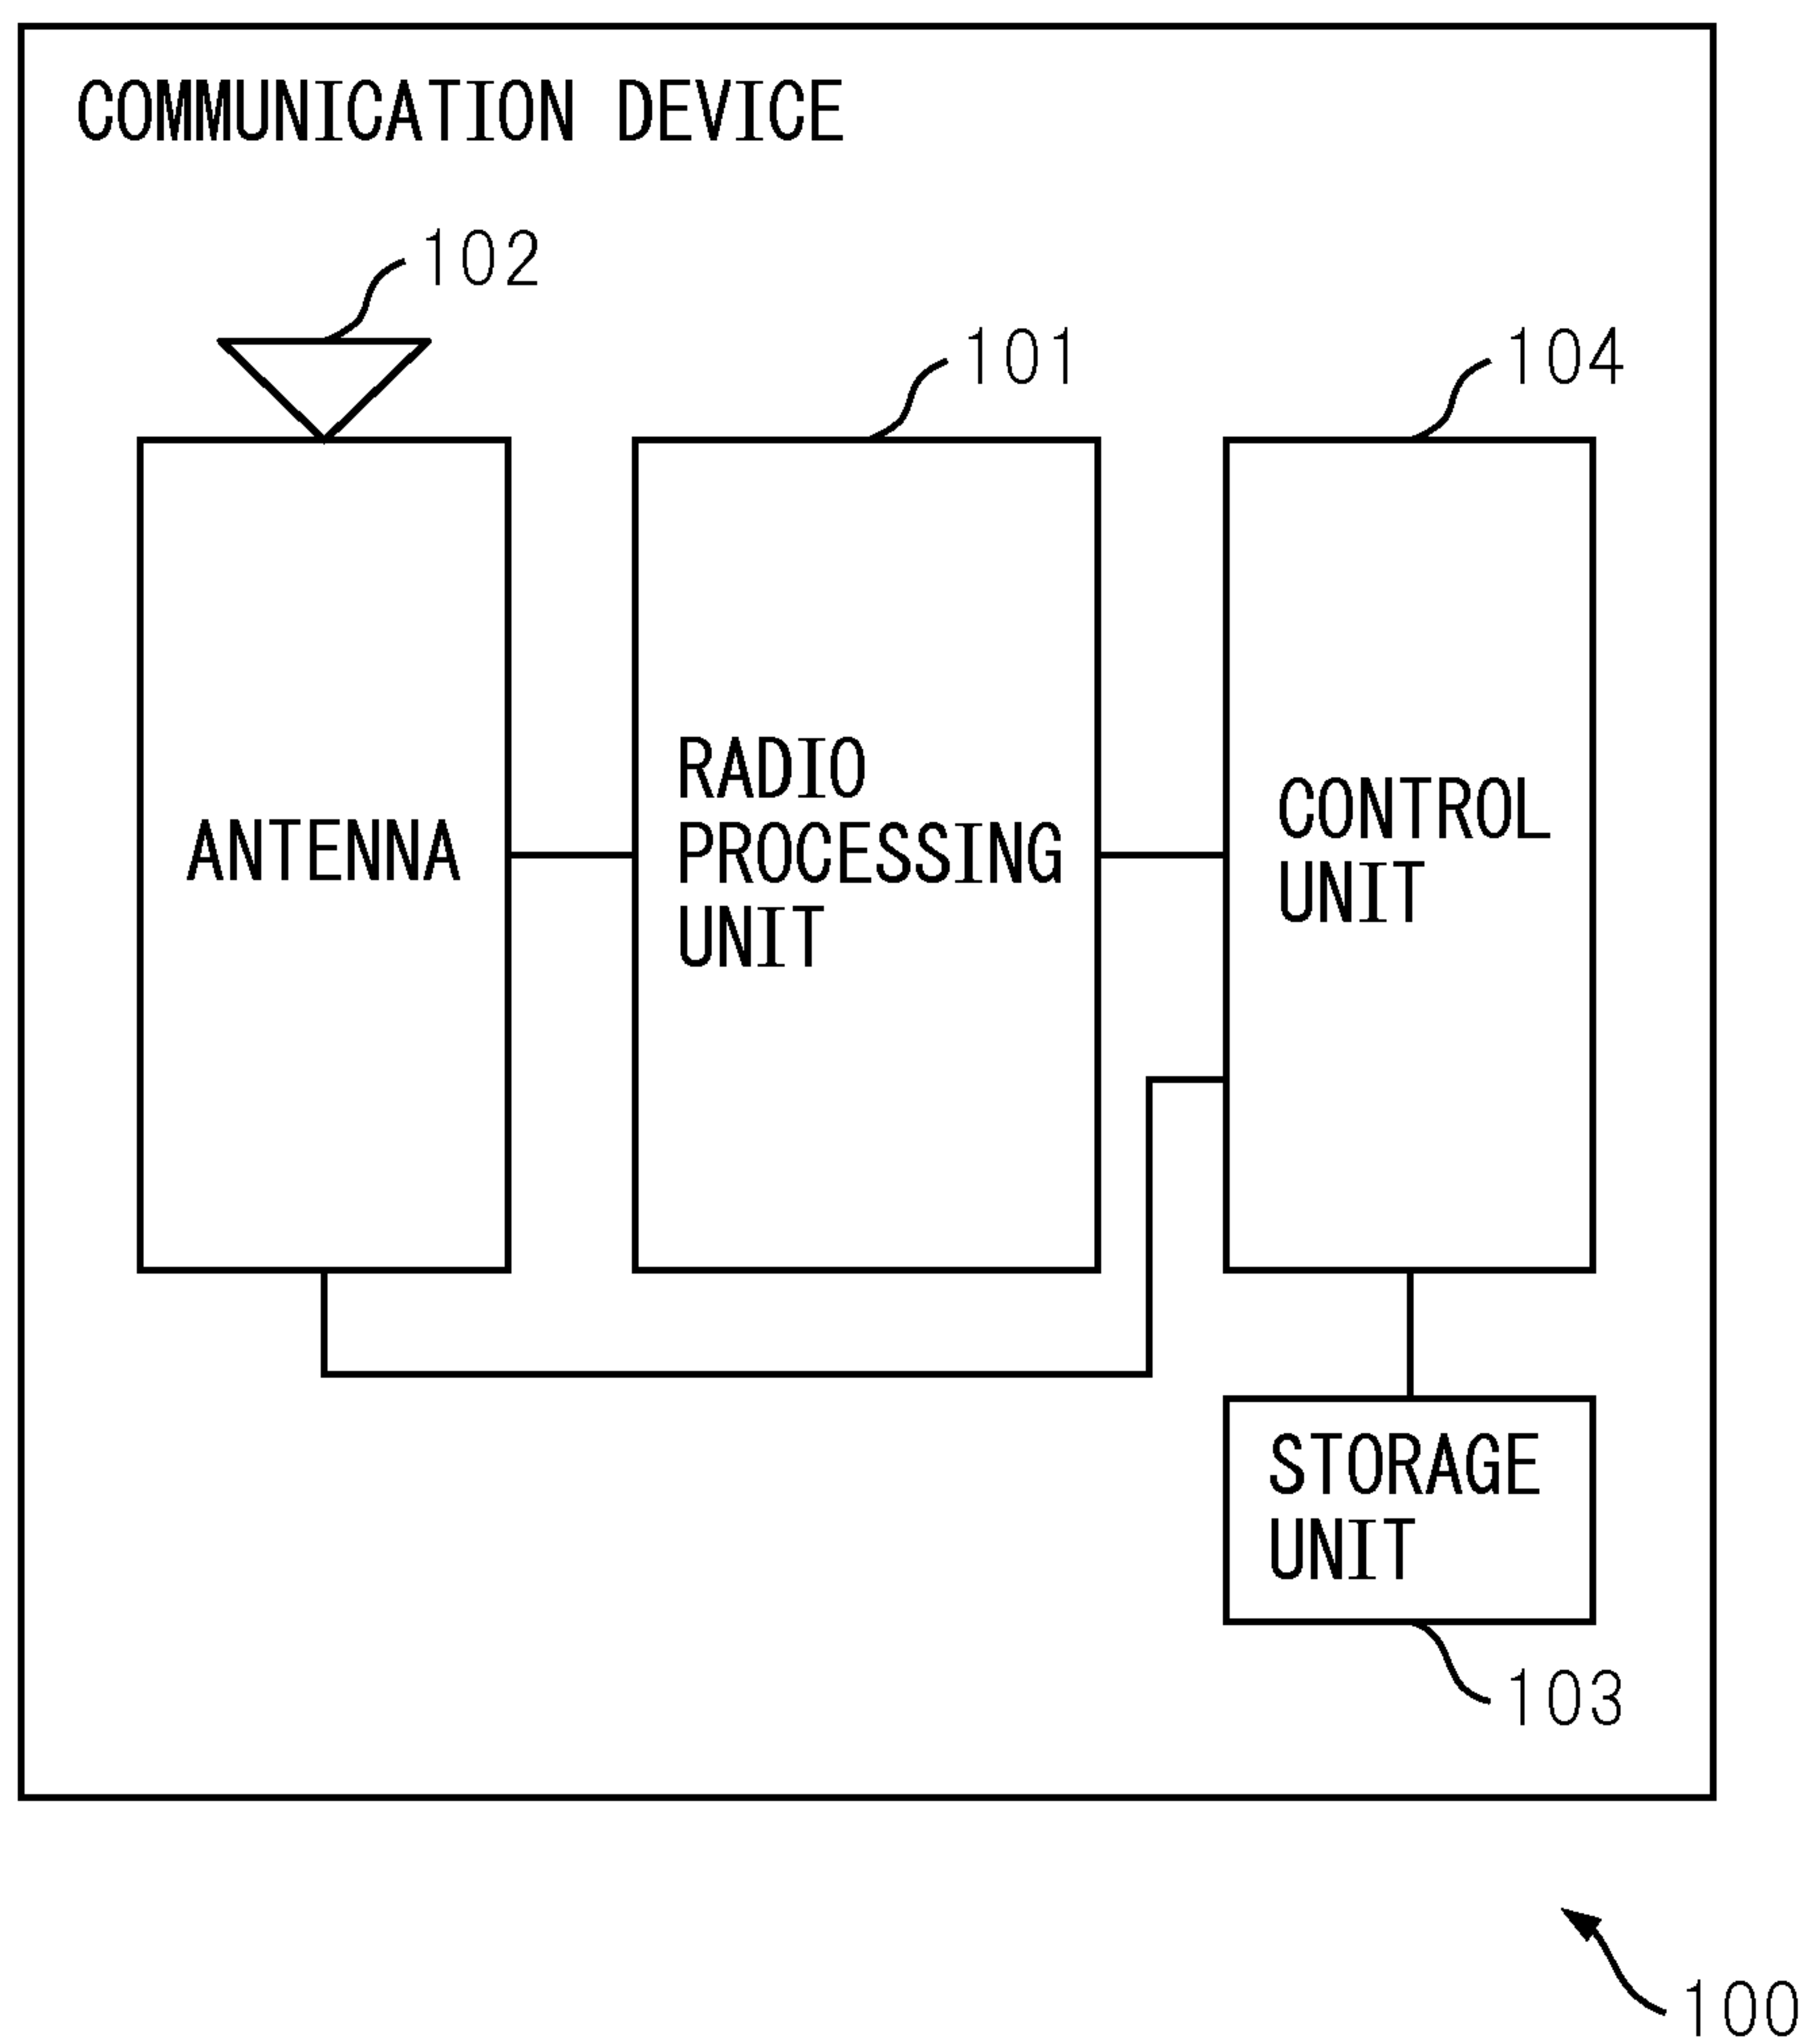 COMMUNICATION DEVICE
102
101
104
ANTENNA
RADIO
PROCESSING
UNIT
CONTROL
UNIT
STORAGE
UNIT
103
100